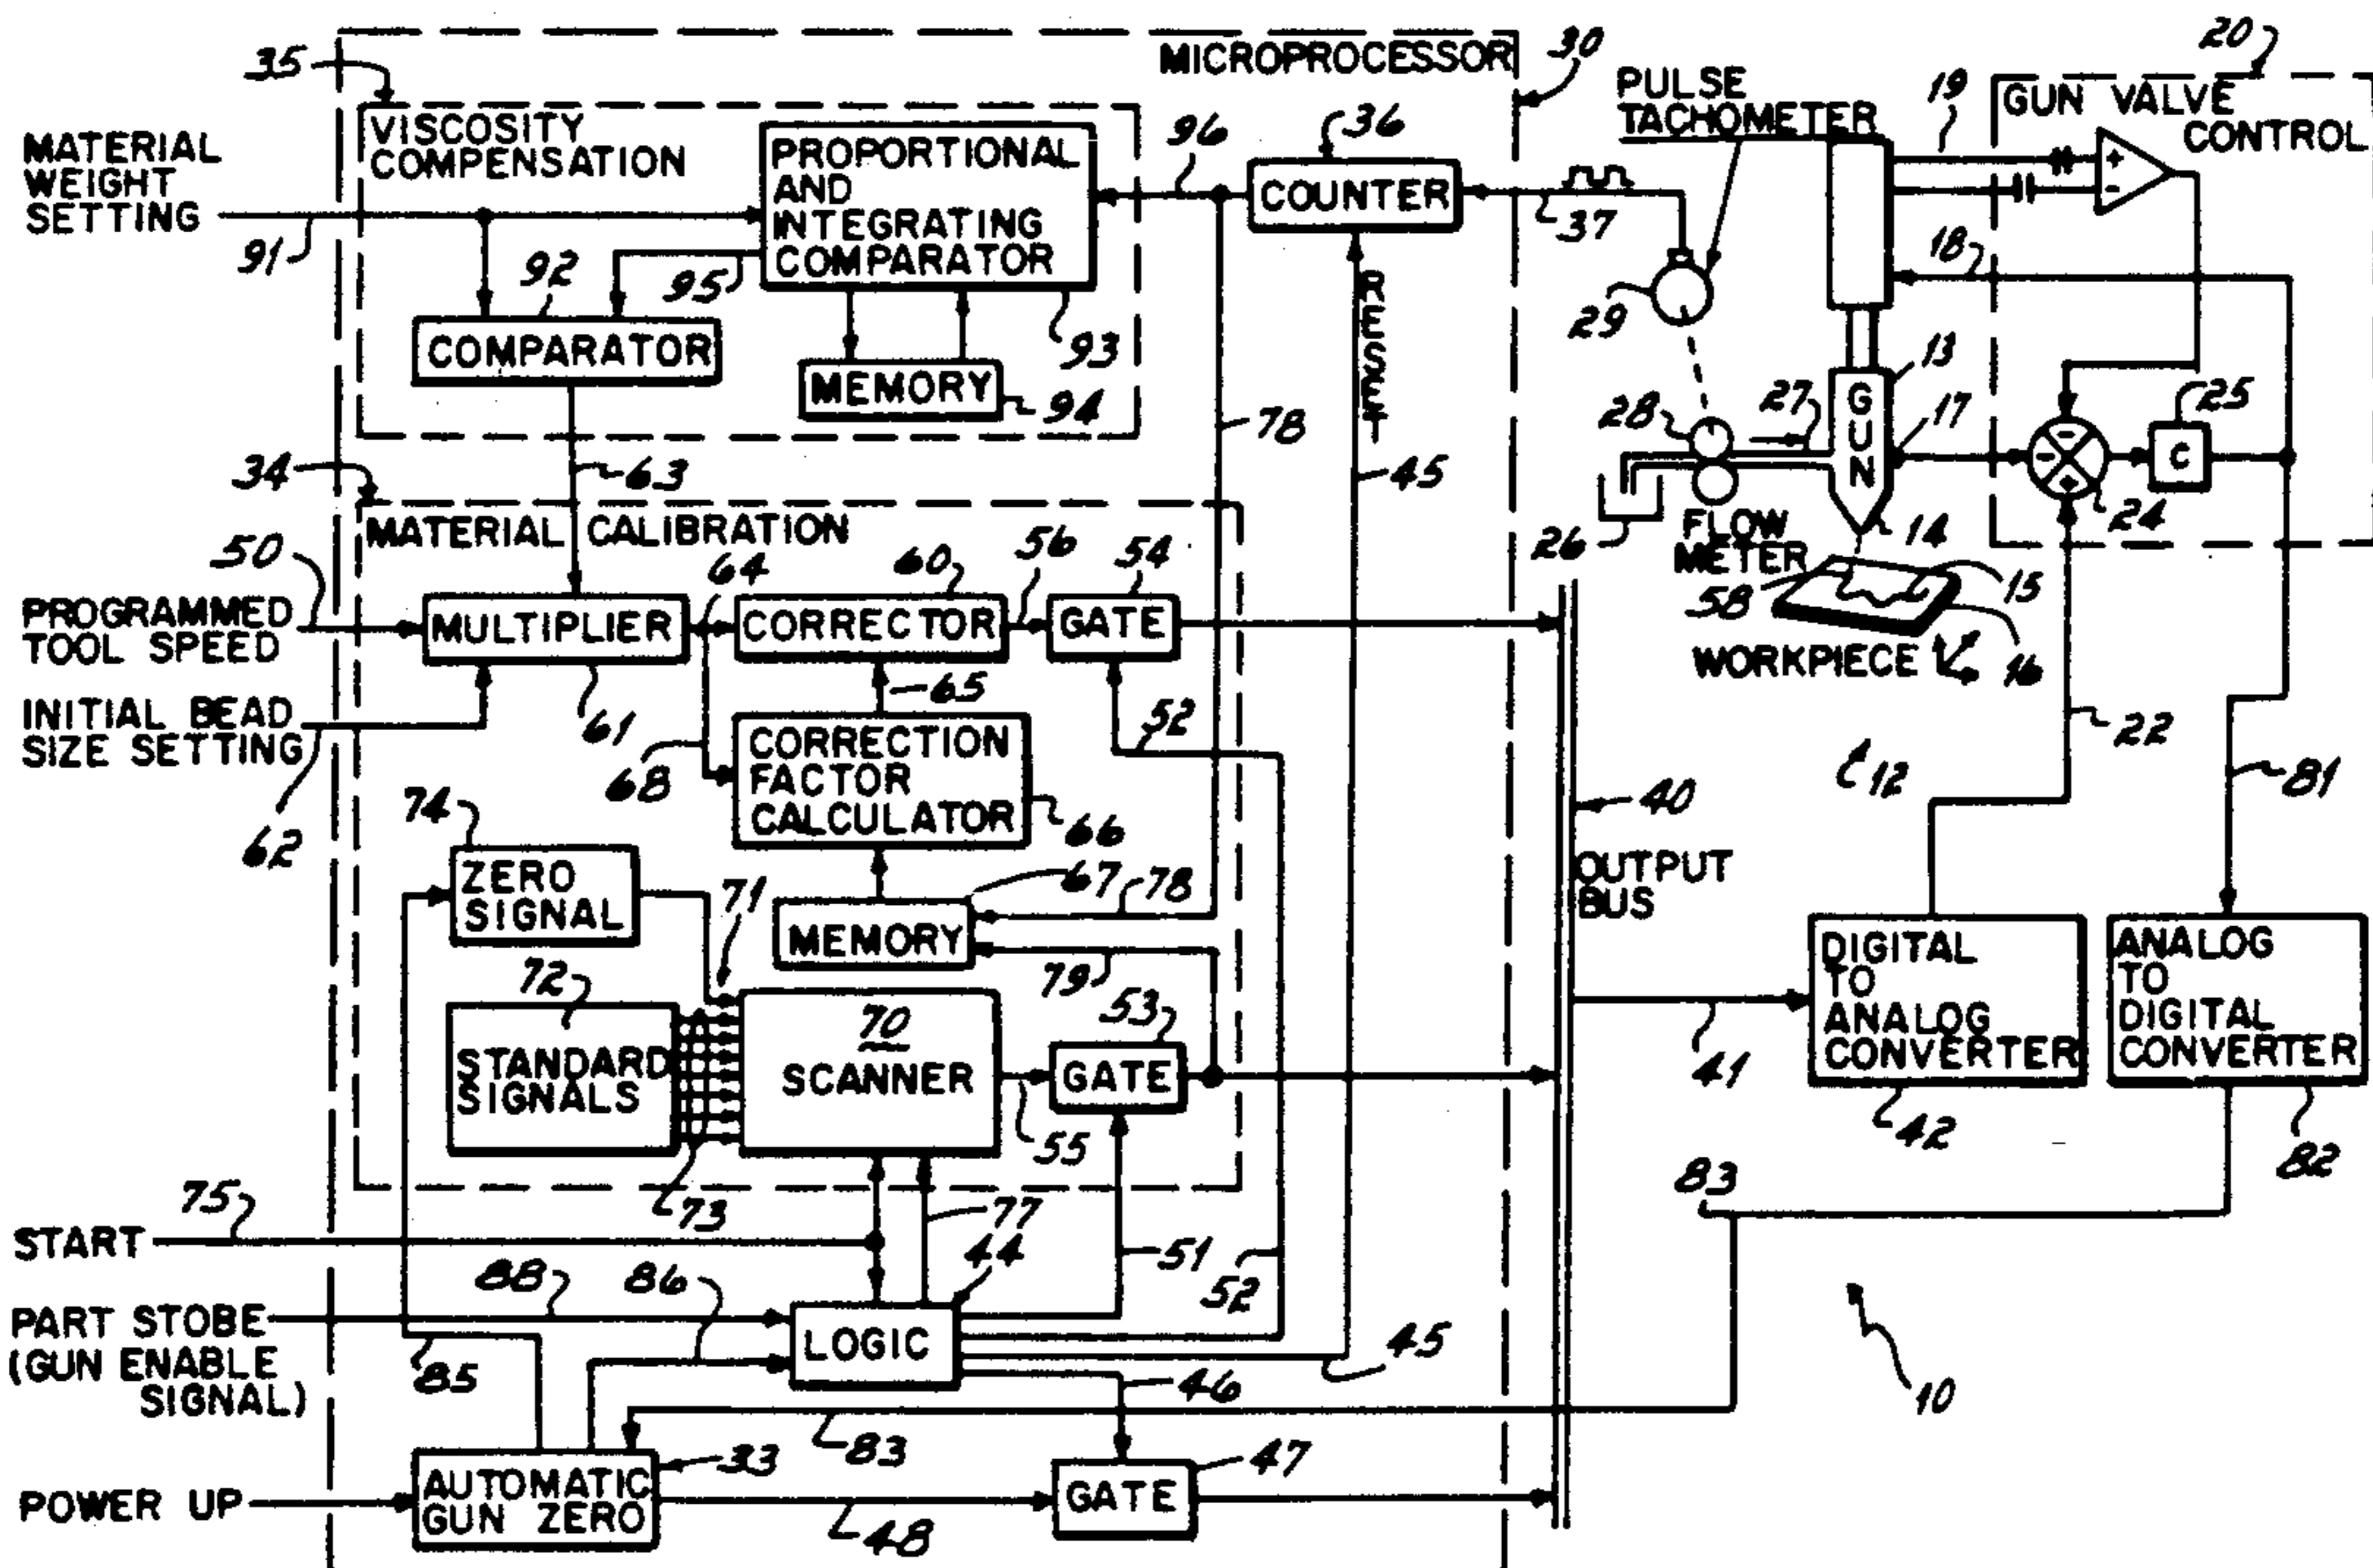 MICROPROCESSOR
30
20
35
PULSE
TACHOMETER
19
GUN VALVE
CONTROL
VISCOSITY
COMPENSATION
PROPORTIONAL
AND
INTEGRATING
COMPARATOR
96
36
COUNTER
37
+
-
MATERIAL
WEIGHT
SETTING
91
92
95
18
29
COMPARATOR
MEMORY
93
94
RESET
13
GUN
17
25
28
27
-
-
+
C
24
78
45
34
63
26
FLOW
METER
14
MATERIAL CALIBRATION
50
64
60
56
54
58
15
PROGRAMMED
TOOL SPEED
MULTIPLIER
CORRECTOR
GATE
WORKPIECE
16
INITIAL BEAD
SIZE SETTING
61
65
52
22
68
CORRECTION
FACTOR
CALCULATOR
66
12
81
40
62
74
ZERO
SIGNAL
71
67
78
OUTPUT
BUS
MEMORY
79
DIGITAL
TO
ANALOG
CONVERTER
ANALOG
TO
DIGITAL
CONVERTER
72
STANDARD
SIGNALS
70
SCANNER
53
GATE
41
55
42
82
73
75
77
83
START
44
51
88
86
52
PART STOBE
(GUN ENABLE
SIGNAL)
LOGIC
85
45
46
10
83
33
47
POWER UP
AUTOMATIC
GUN ZERO
GATE
48